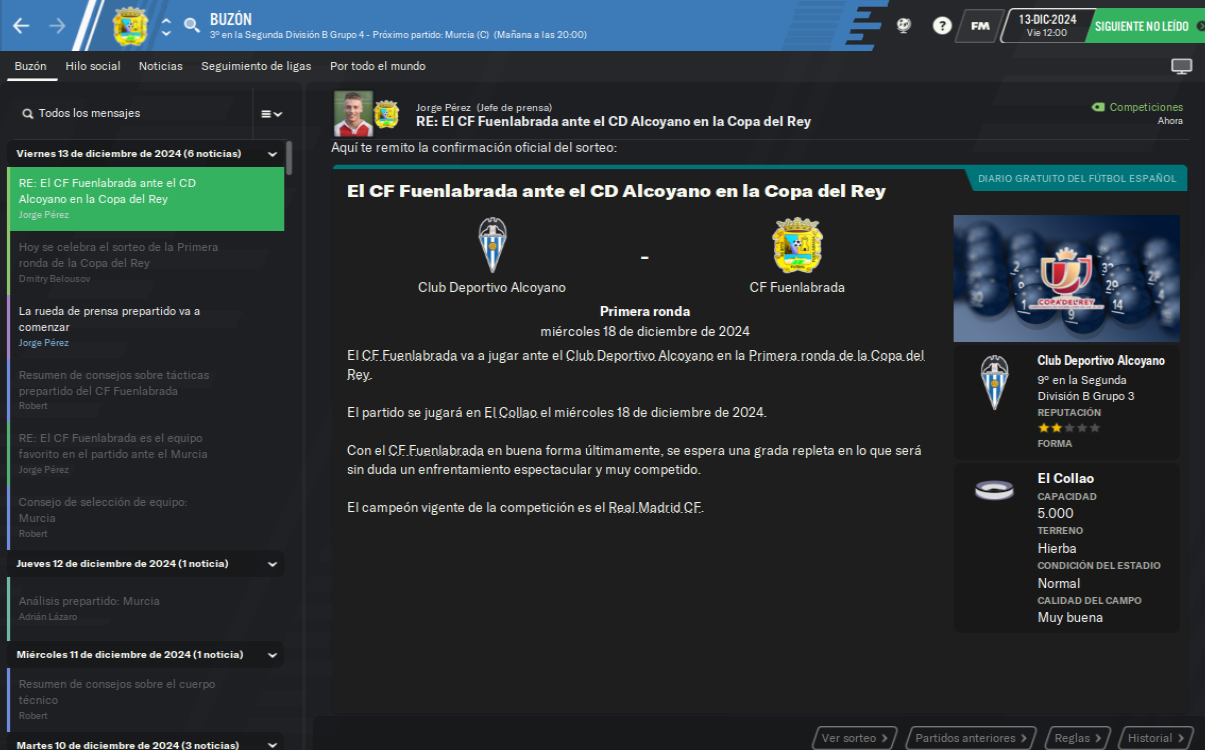 BUZÓN
3º en la Segunda División B Grupo 4 - Próximo partido: Murcia (C) (Mañana a las 20:00)
?
FM
13-DIC-2024
Vie 12:00
SIGUIENTE NO LEÍDO
Buzón Hilo social Noticias Seguimiento de ligas Por todo el mundo
Todos los mensajes
Viernes 13 de diciembre de 2024 (6 noticias)
RE: El CF Fuenlabrada ante el CD
Alcoyano en la Copa del Rey
Jorge Pérez
Hoy se celebra el sorteo de la Primera
ronda de la Copa del Rey
Dmitry Belousov
La rueda de prensa prepartido va a
comenzar
Jorge Pérez
Resumen de consejos sobre tácticas
prepartido del CF Fuenlabrada
Robert
RE: El CF Fuenlabrada es el equipo
favorito en el partido ante el Murcia
Jorge Pérez
Consejo de selección de equipo:
Murcia
Robert
Jueves 12 de diciembre de 2024 (1 noticia)
Análisis prepartido: Murcia
Adrián Lázaro
Miércoles 11 de diciembre de 2024 (1 noticia)
Resumen de consejos sobre el cuerpo
técnico
Robert
Martes 10 de diciembre de 2024 (3 noticias)
Jorge Pérez (Jefe de prensa)
RE: El CF Fuenlabrada ante el CD Alcoyano en la Copa del Rey
Competiciones
Ahora
Aquí te remito la confirmación oficial del sorteo:
DIARIO GRATUITO DEL FÚTBOL ESPAÑOL
El CF Fuenlabrada ante el CD Alcoyano en la Copa del Rey
-
Club Deportivo Alcoyano CF Fuenlabrada
Primera ronda
miércoles 18 de diciembre de 2024
El CF Fuenlabrada va a jugar ante el Club Deportivo Alcoyano en la Primera ronda de la Copa del
Rey.
El partido se jugará en El Collao el miércoles 18 de diciembre de 2024.
Con el CF Fuenlabrada en buena forma últimamente, se espera una grada repleta en lo que será
sin duda un enfrentamiento espectacular y muy competido.
El campeón vigente de la competición es el Real Madrid CF.
COPA DEL REY
1
9
14
29
Club Deportivo Alcoyano
9º en la Segunda
División B Grupo 3
REPUTACIÓN
FORMA
El Collao
CAPACIDAD
5.000
TERRENO
Hierba
CONDICIÓN DEL ESTADIO
Normal
CALIDAD DEL CAMPO
Muy buena
Ver sorteo Partidos anteriores Reglas Historial